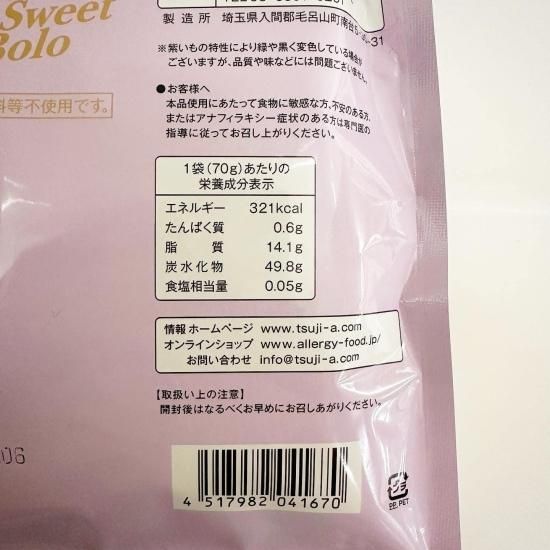 Sweet
Bolo
料等不使用です。
製造所 埼玉県入間郡毛呂山町南台5-
-31
※紫いもの特性により緑や黒く変色している場合が
ございますが、品質や味などには問題ございません。
●お客様へ
本品使用にあたって食物に敏感な方、不安のある方、
またはアナフィラキシー症状のある方は専門医の
指導に従ってお召し上がりください。
1袋(70g)あたりの
栄養成分表示
エネルギー 321kcal
たんぱく質 0.6g
脂質 14.1g
炭水化物 49.8g
食塩相当量 0.05g
情報ホームページ www.tsuji-a.com
オンラインショップ www.allergy-food.jp/
お問い合わせ info@tsuji-a.com
【取扱い上の注意】
開封後はなるべくお早めにお召しあがりください。
06
4 517982 041670
プラ
PP, PET